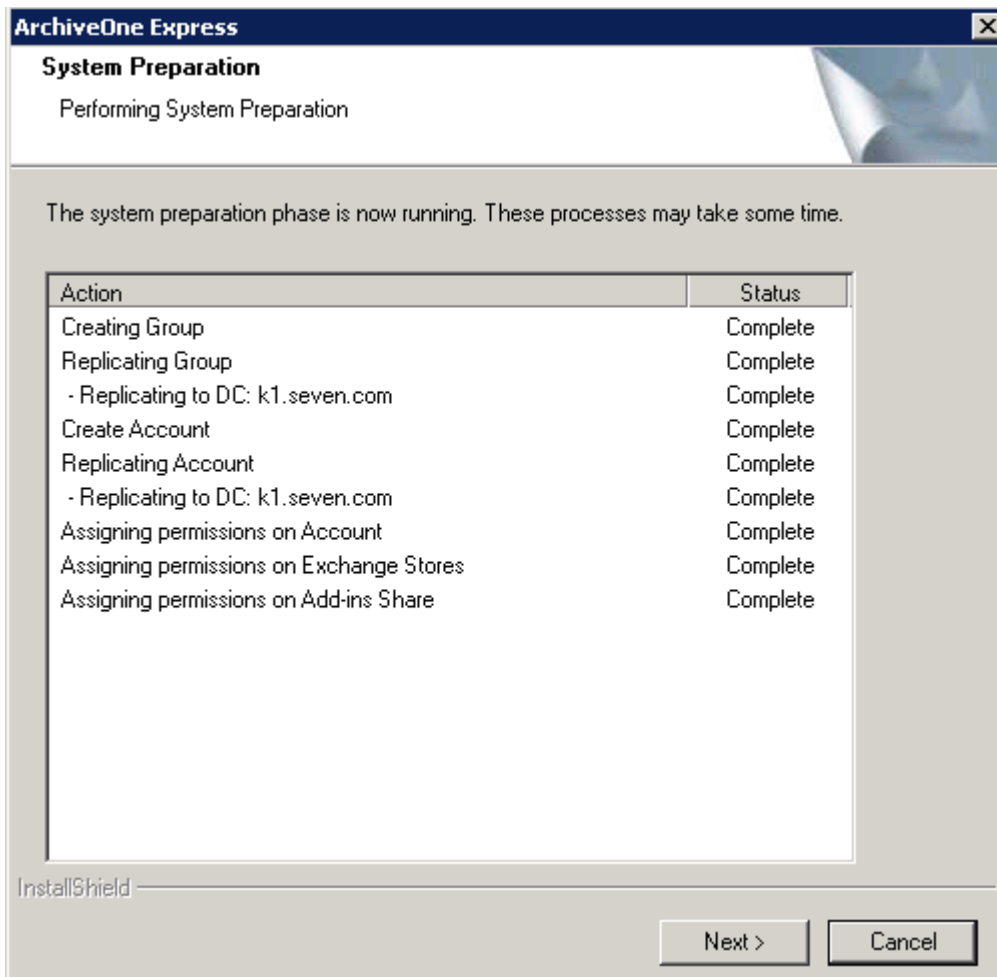 ArchiveOne Express
System Preparation
Performing System Preparation
The system preparation phase is now running. These processes may take some time.
Action Status
Creating Group Complete
Replicating Group Complete
- Replicating to DC: k1.seven.com Complete
Create Account Complete
Replicating Account Complete
- Replicating to DC: k1.seven.com Complete
Assigning permissions on Account Complete
Assigning permissions on Exchange Stores Complete
Assigning permissions on Add-ins Share Complete
InstallShield
Next > Cancel